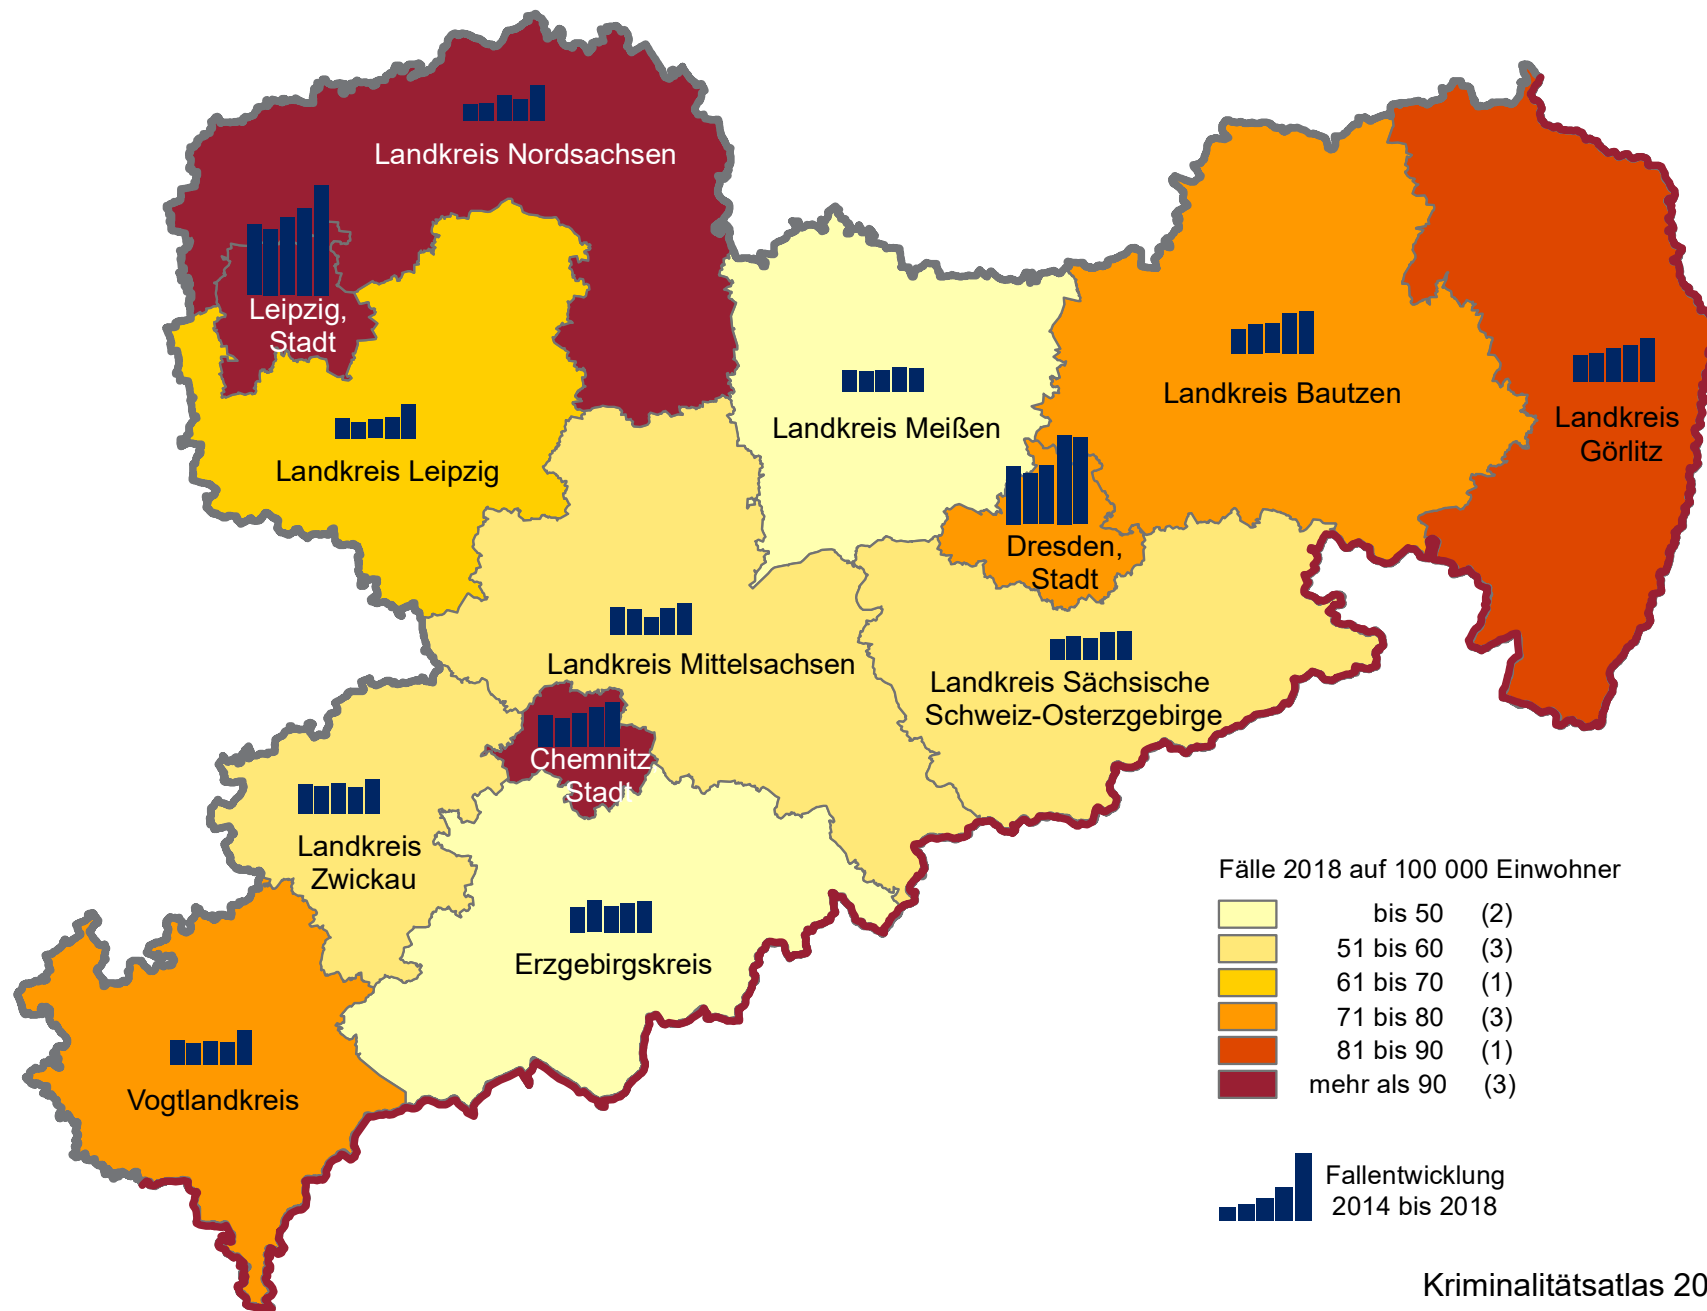 Landkreis Nordsachsen
Leipzig,
Stadt
Landkreis Leipzig
Landkreis Meißen
Landkreis Bautzen
Landkreis
Görlitz
Dresden,
Stadt
Landkreis Mittelsachsen
Landkreis Sächsische
Schweiz-Osterzgebirge
Chemnitz
Stadt
Landkreis
Zwickau
Erzgebirgskreis
Vogtlandkreis
Fälle 2018 auf 100 000 Einwohner
bis 50 (2)
51 bis 60 (3)
61 bis 70 (1)
71 bis 80 (3)
81 bis 90 (1)
mehr als 90 (3)
Fallentwicklung
2014 bis 2018
Kriminalitätsatlas 20